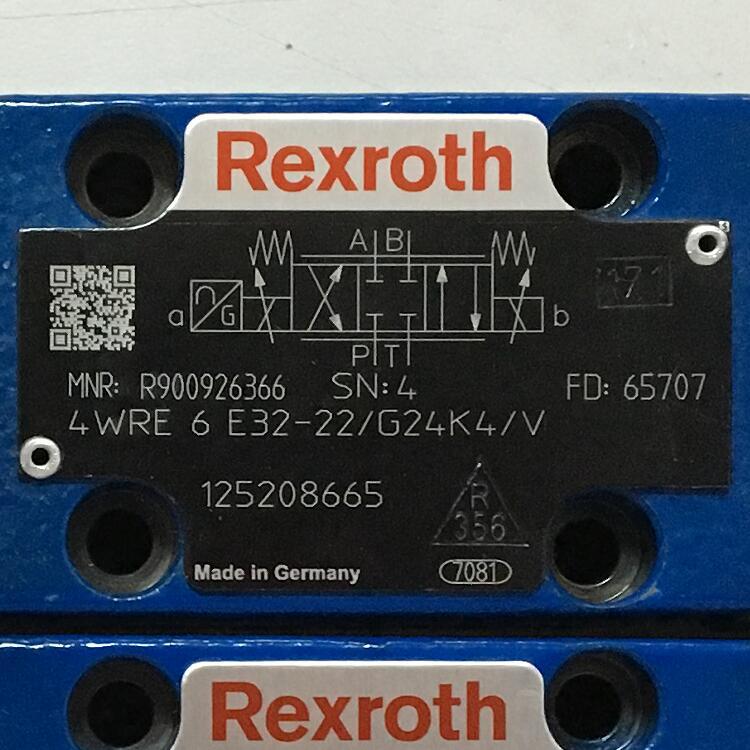 Rexroth
A B
a G b
P T
171
MNR: R900926366 SN: 4 FD: 65707
4WRE 6 E32-22/G24K4/V
125208665
R
356
Made in Germany 7081
Rexroth